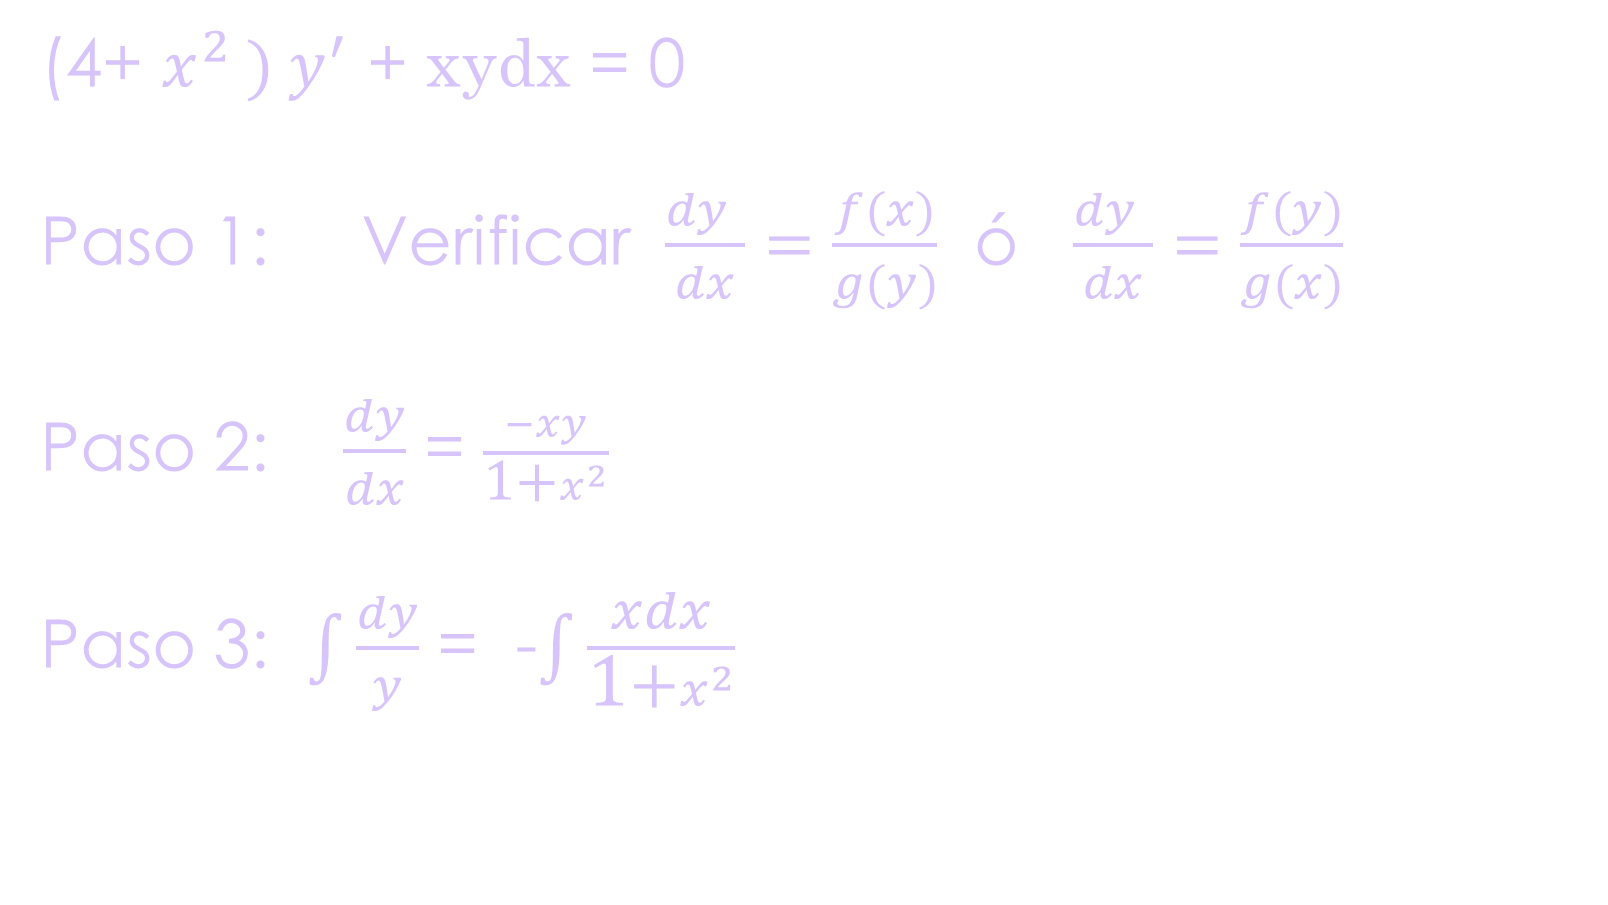 (4+ x² ) y′ + xydx = 0
Paso 1: Verificar dy/dx = f(x)/g(y) ó dy/dx = f(y)/g(x)
Paso 2: dy/dx = −xy/1+x²
Paso 3: ∫ dy/y = -∫ xdx/1+x²